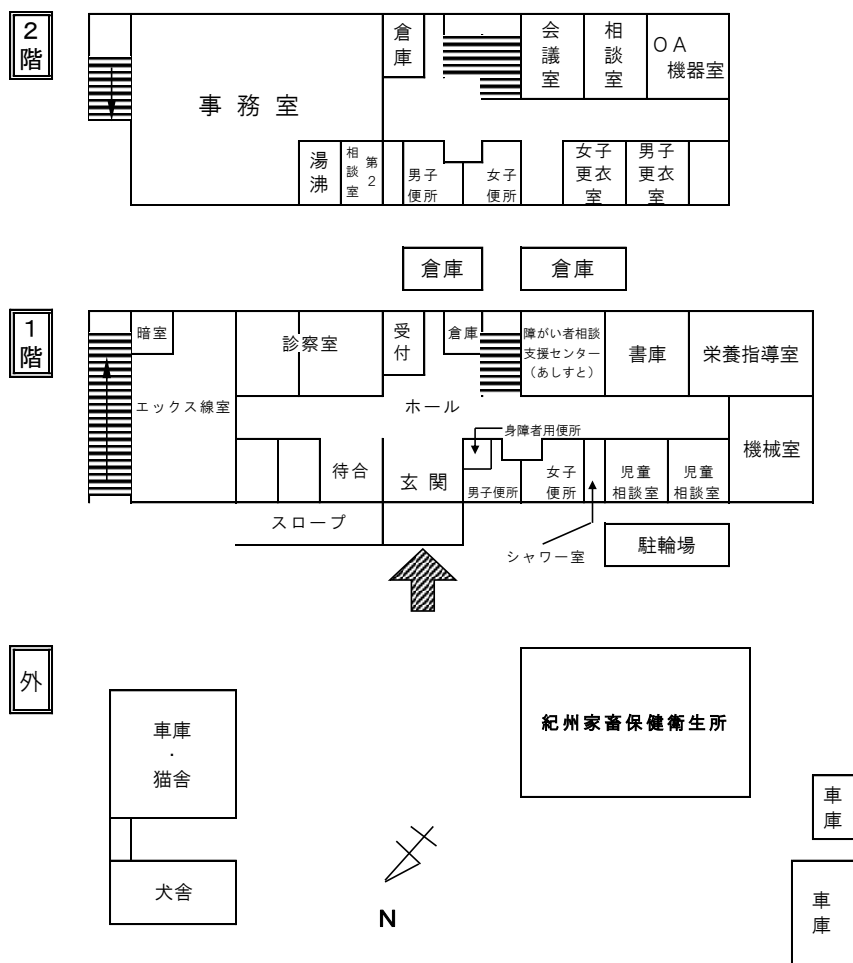 2階
倉庫
会議室
相談室
OA
機器室
事務室
湯沸
第2
相談室
男子
便所
女子
便所
女子
更衣
室
男子
更衣
室
倉庫
倉庫
1階
暗室
診察室
受付
倉庫
障がい者相談
支援センター
(あしすと)
書庫
栄養指導室
エックス線室
ホール
身障者用便所
機械室
待合
玄関
男子便所
女子
便所
児童
相談室
児童
相談室
スロープ
シャワー室
駐輪場
外
車庫
・
猫舎
紀州家畜保健衛生所
車庫
犬舎
N
車庫